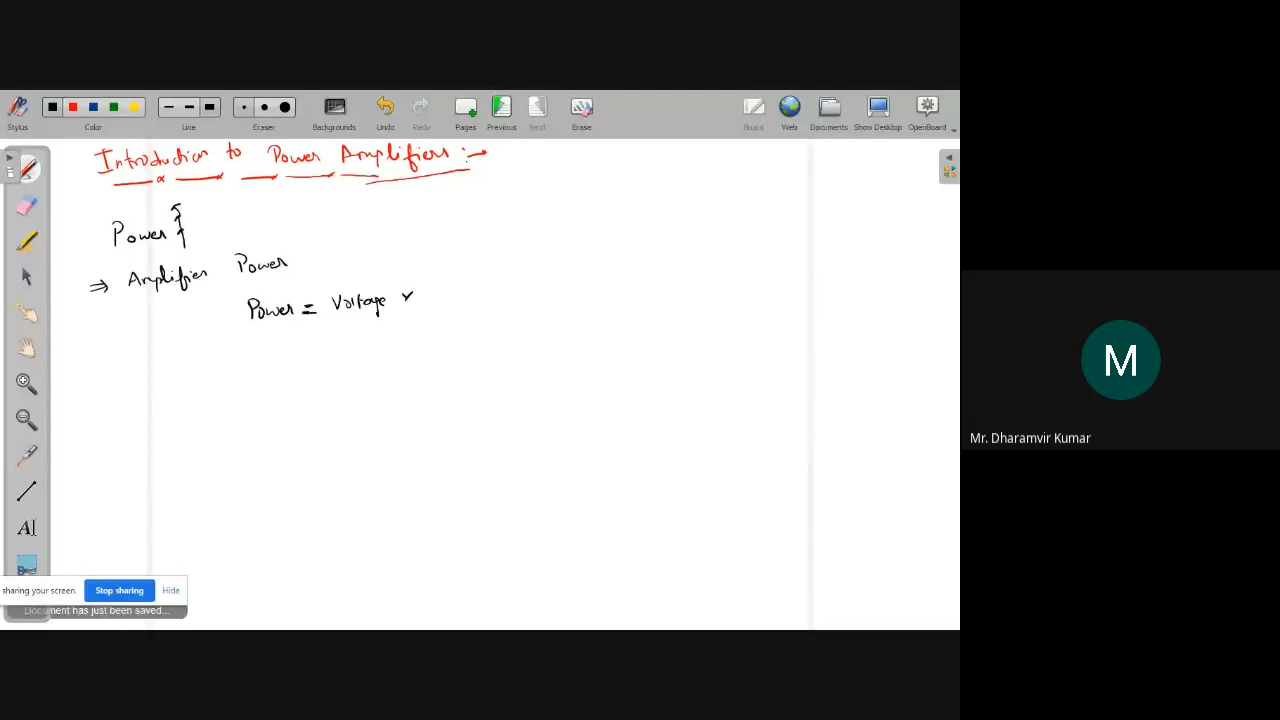 Stylus
Color
Line
Eraser
Backgrounds
Undo
Redo
Pages
Previous
Next
Erase
Board
Web
Documents
Show Desktop
OpenBoard
Introduction to Power Amplifiers :→
Power ↑
⇒ Amplifier Power
Power = Voltage ×
M
Mr. Dharamvir Kumar
A
sharing your screen. Stop sharing Hide
Document has just been saved...